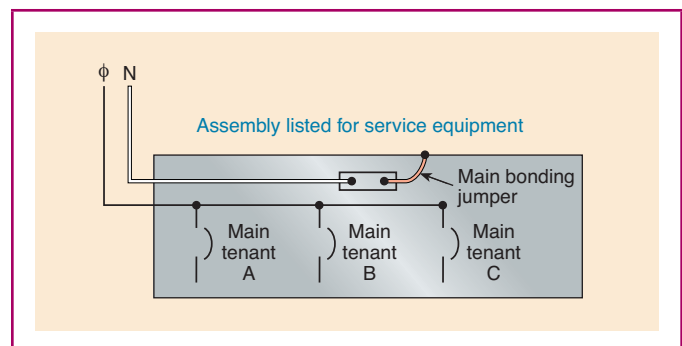 ϕ N
Assembly listed for service equipment
Main bonding
jumper
Main
tenant
A
Main
tenant
B
Main
tenant
C